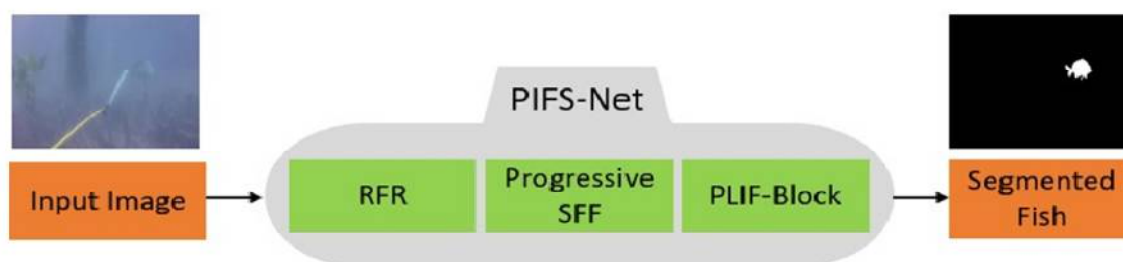 PIFS-Net
Input Image
RFR
Progressive
SFF
PLIF-Block
Segmented
Fish